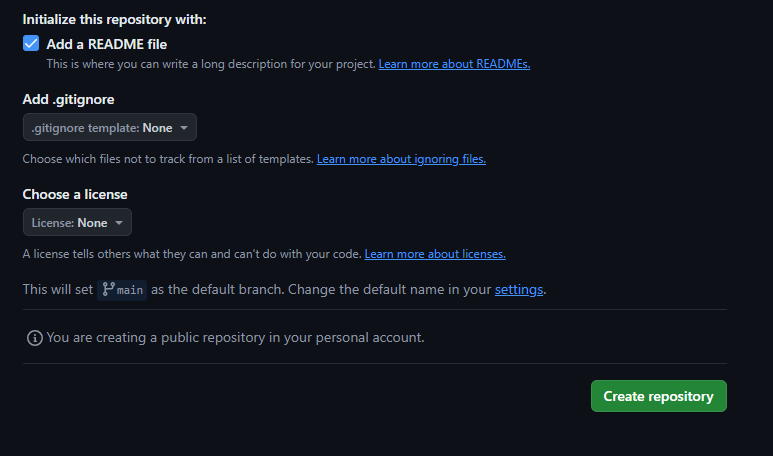 Initialize this repository with:
Add a README file
This is where you can write a long description for your project. Learn more about READMEs.
Add .gitignore
.gitignore template: None
Choose which files not to track from a list of templates. Learn more about ignoring files.
Choose a license
License: None
A license tells others what they can and can't do with your code. Learn more about licenses.
This will set main as the default branch. Change the default name in your settings.
You are creating a public repository in your personal account.
Create repository